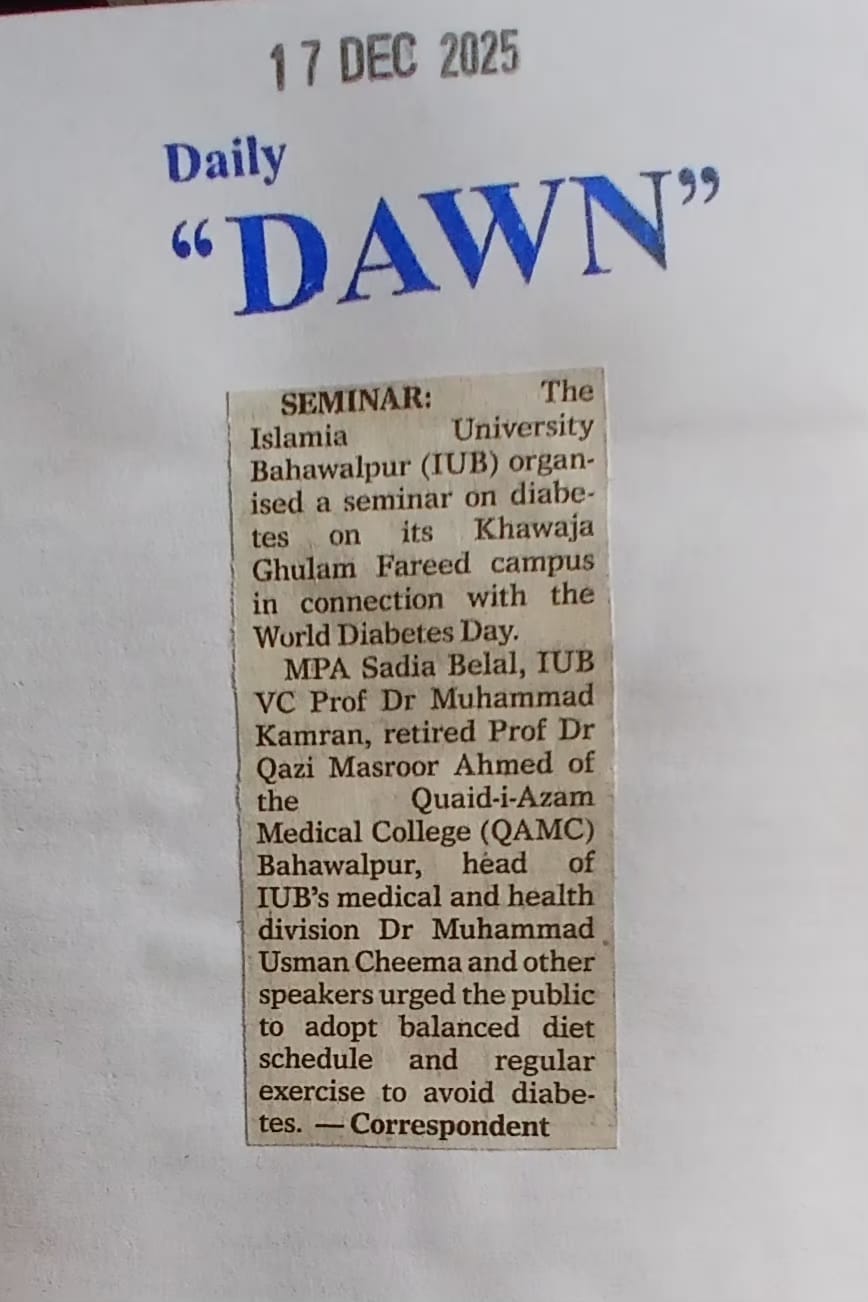 17 DEC 2025
Daily
“DAWN”
SEMINAR: The
Islamia University
Bahawalpur (IUB) organ-
ised a seminar on diabe-
tes on its Khawaja
Ghulam Fareed campus
in connection with the
World Diabetes Day.
MPA Sadia Belal, IUB
VC Prof Dr Muhammad
Kamran, retired Prof Dr
Qazi Masroor Ahmed of
the Quaid-i-Azam
Medical College (QAMC)
Bahawalpur, head of
IUB’s medical and health
division Dr Muhammad
Usman Cheema and other
speakers urged the public
to adopt balanced diet
schedule and regular
exercise to avoid diabe-
tes. — Correspondent